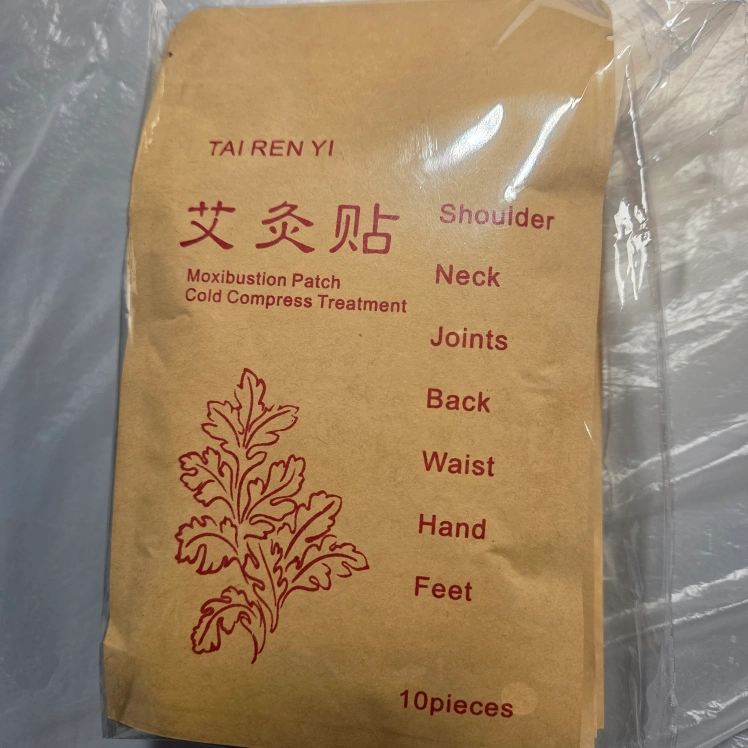 TAI REN YI
艾灸贴
Moxibustion Patch
Cold Compress Treatment
Shoulder
Neck
Joints
Back
Waist
Hand
Feet
10pieces